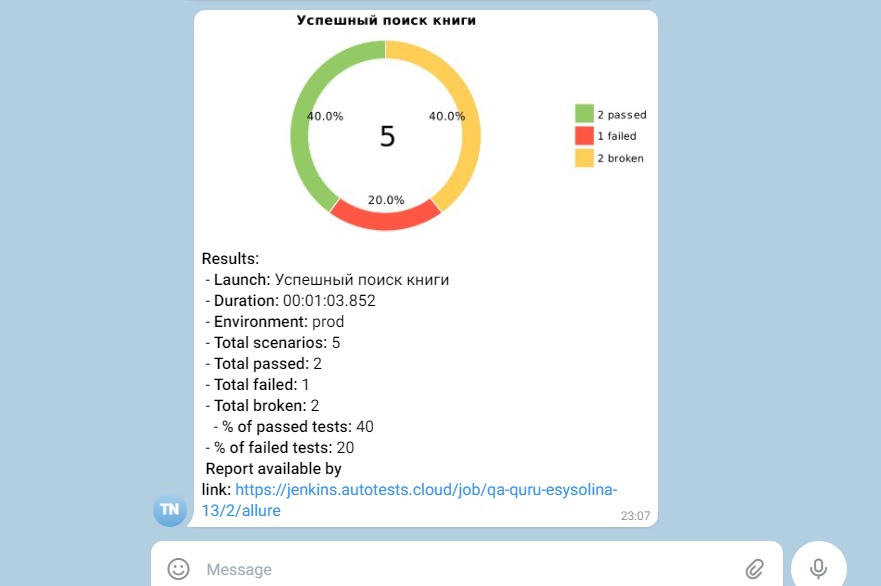 Успешный поиск книги
40.0%
40.0%
5
20.0%
2 passed
1 failed
2 broken
Results:
- Launch: Успешный поиск книги
- Duration: 00:01:03.852
- Environment: prod
- Total scenarios: 5
- Total passed: 2
- Total failed: 1
- Total broken: 2
- % of passed tests: 40
- % of failed tests: 20
Report available by
link: https://jenkins.autotests.cloud/job/qa-quru-esysolina-
13/2/allure
TN
23:07
Message